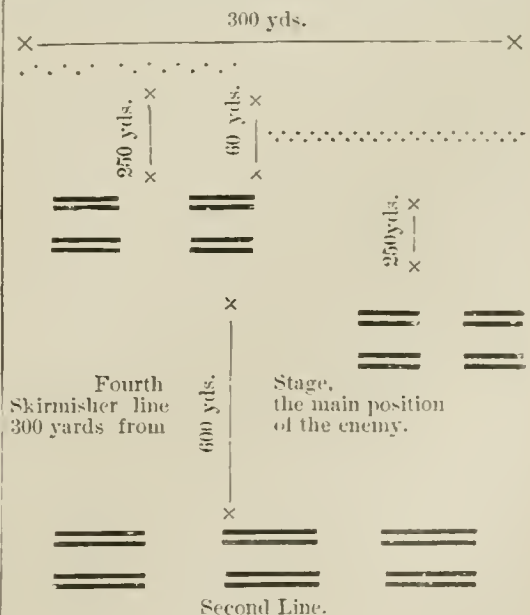 300 yds.
250 yds.
60 yds.
250yds.
Fourth Stage.
Skirmisher line the main position
300 yards from of the enemy.
600 yds.
Second Line.